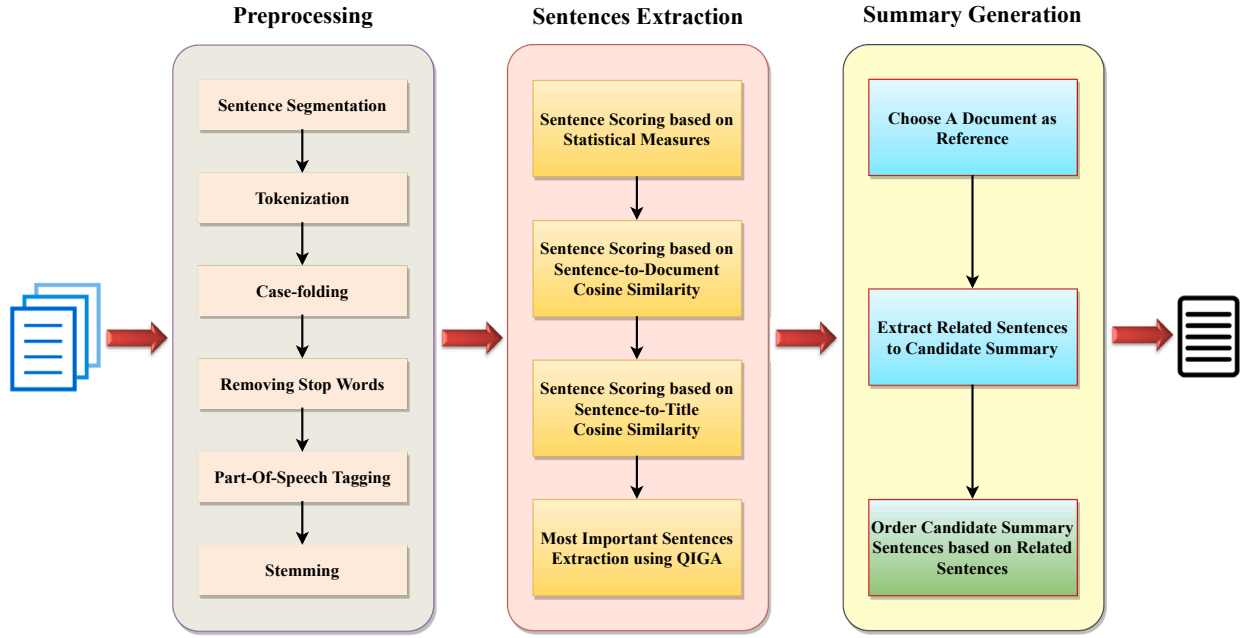 Preprocessing
Sentence Segmentation
Tokenization
Case-folding
Removing Stop Words
Part-Of-Speech Tagging
Stemming
Sentences Extraction
Sentence Scoring based on
Statistical Measures
Sentence Scoring based on
Sentence-to-Document
Cosine Similarity
Sentence Scoring based on
Sentence-to-Title
Cosine Similarity
Most Important Sentences
Extraction using QIGA
Summary Generation
Choose A Document as
Reference
Extract Related Sentences
to Candidate Summary
Order Candidate Summary
Sentences based on Related
Sentences